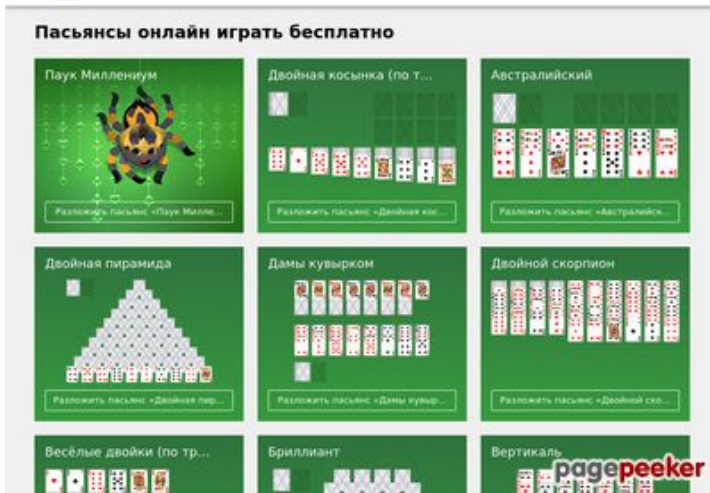 Пасьянсы онлайн играть бесплатно
Паук Миллениум
Двойная косынка (по т...
Австралийский
Разложить пасьянс «Паук Милле...
Разложить пасьянс «Двойная кос...
Разложить пасьянс «Австралийск...
Двойная пирамида
Дамы кувырком
Двойной скорпион
Разложить пасьянс «Двойная пир...
Разложить пасьянс «Дамы кувыр...
Разложить пасьянс «Двойной ско...
Весёлые двойки (по тр...
Бриллиант
Вертикаль
pagepeeker